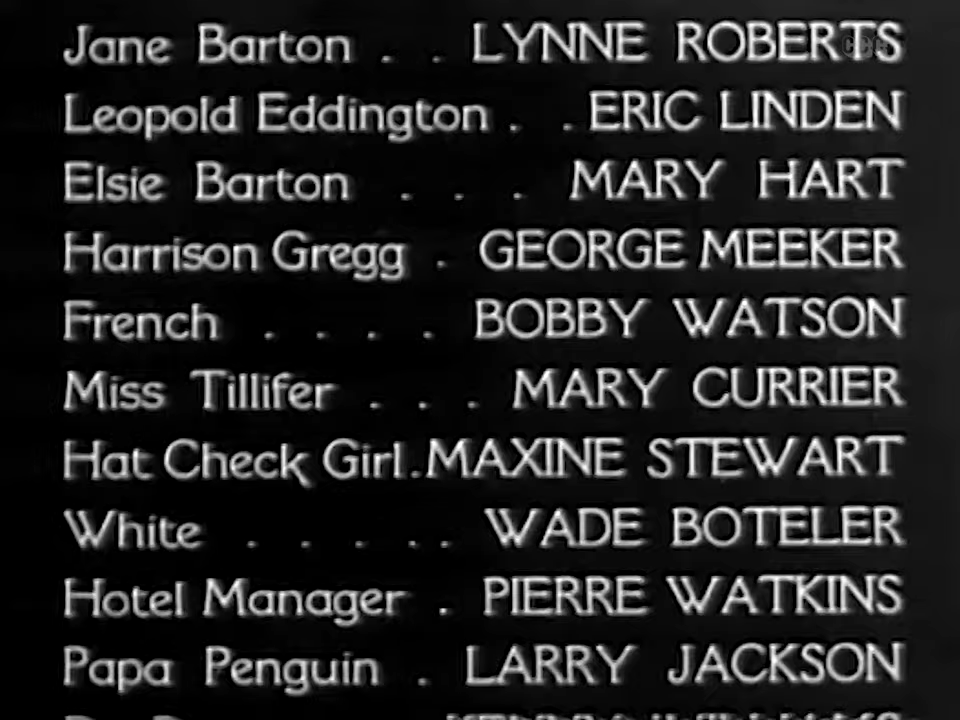 Jane Barton . . LYNNE ROBERTS
Leopold Eddington . . ERIC LINDEN
Elsie Barton . . . MARY HART
Harrison Gregg . GEORGE MEEKER
French . . . . BOBBY WATSON
Miss Tillifer . . . MARY CURRIER
Hat Check Girl . MAXINE STEWART
White . . . . . WADE BOTELER
Hotel Manager . PIERRE WATKINS
Papa Penguin . LARRY JACKSON